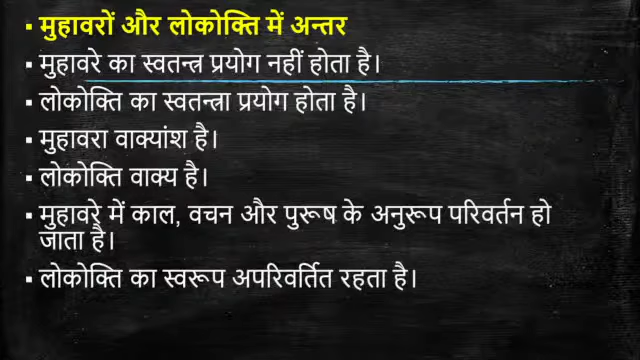 ▪ मुहावरों और लोकोक्ति में अन्तर
▪ मुहावरे का स्वतन्त्र प्रयोग नहीं होता है।
▪ लोकोक्ति का स्वतन्त्रा प्रयोग होता है।
▪ मुहावरा वाक्यांश है।
▪ लोकोक्ति वाक्य है।
▪ मुहावरे में काल, वचन और पुरूष के अनुरूप परिवर्तन हो
जाता है।
▪ लोकोक्ति का स्वरूप अपरिवर्तित रहता है।